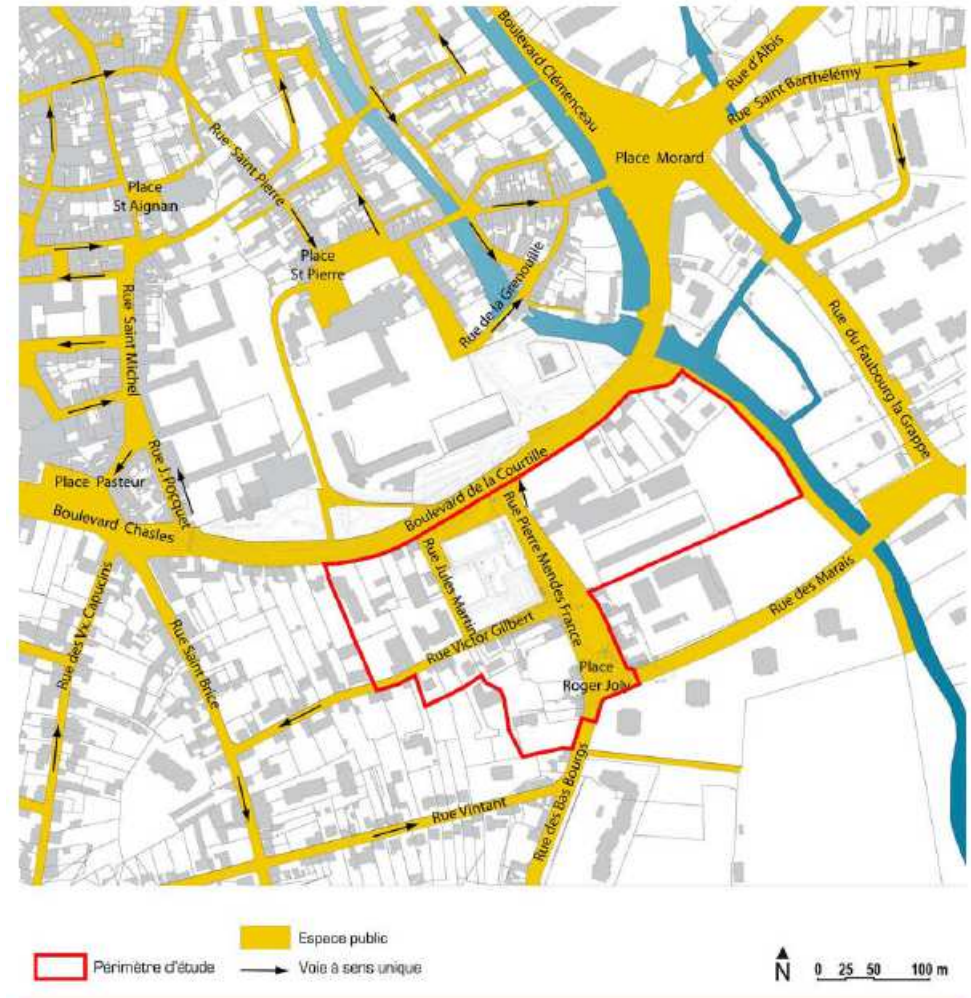 Boulevard Clémenceau
Rue d'Albis
Rue Saint Barthélémy
Place Morard
Rue Saint Pierre
Place
St Aignain
Place
St Pierre
Rue de la Grenouille
Rue Saint Michel
Rue du Faubourg la Grappe
Rue J.Pocquet
Place Pasteur
Boulevard Chasles
Boulevard de la Courtille
Rue Pierre Mendes France
Rue Jules Martin
Rue Victor Gilbert
Rue des Marais
Rue des Vx. Capucins
Rue Saint Brice
Place
Roger Joly
Rue des Bas Bourgs
Rue Vintant
Espace public
Périmètre d'étude
Voie à sens unique
N
0 25 50 100 m